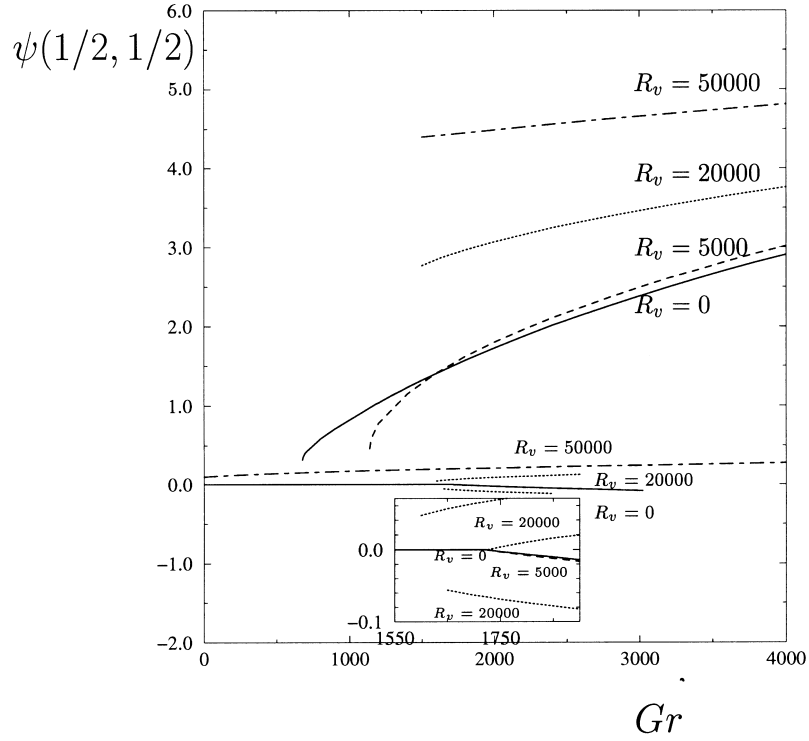 6.0
ψ(1/2, 1/2)
5.0
R_v = 50000
4.0
R_v = 20000
3.0
R_v = 5000
R_v = 0
2.0
1.0
R_v = 50000
R_v = 20000
0.0
R_v = 0
R_v = 20000
0.0
R_v = 0
R_v = 5000
-1.0
R_v = 20000
−0.1
1550 1750
-2.0
0 1000 2000 3000 4000
Gr